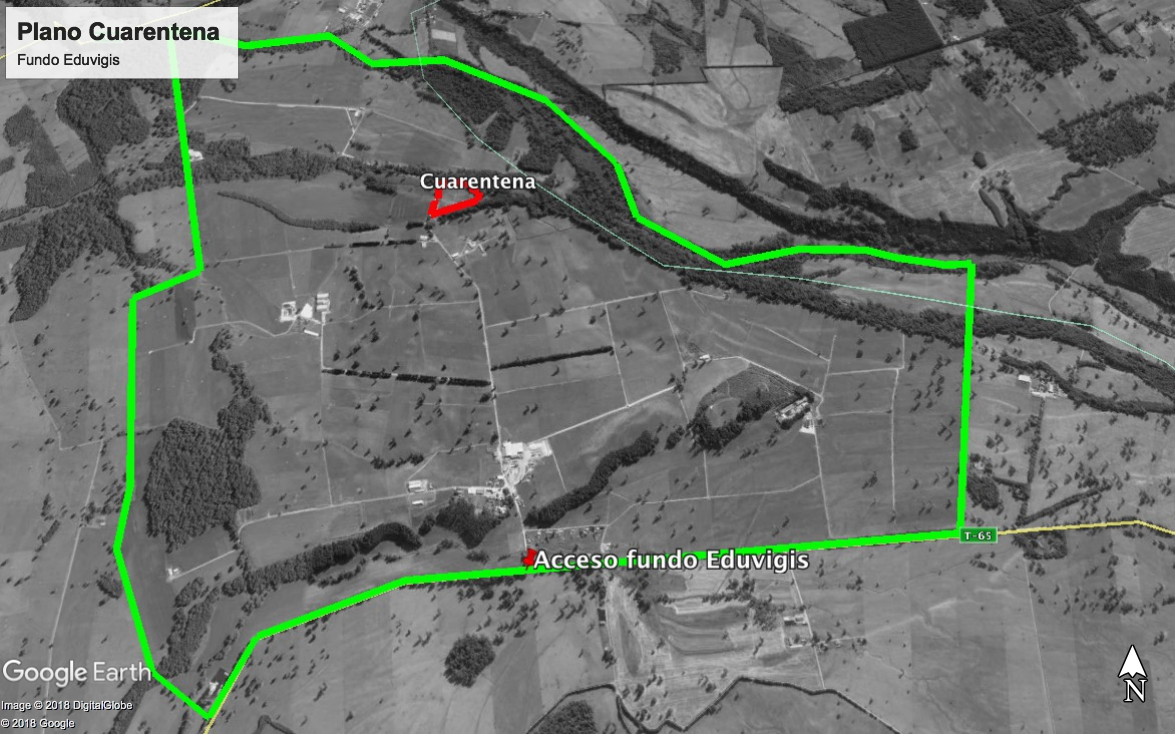 Plano Cuarentena
Fundo Eduvigis
Cuarentena
T-65
Acceso fundo Eduvigis
Google Earth
N
Image © 2018 DigitalGlobe
© 2018 Google